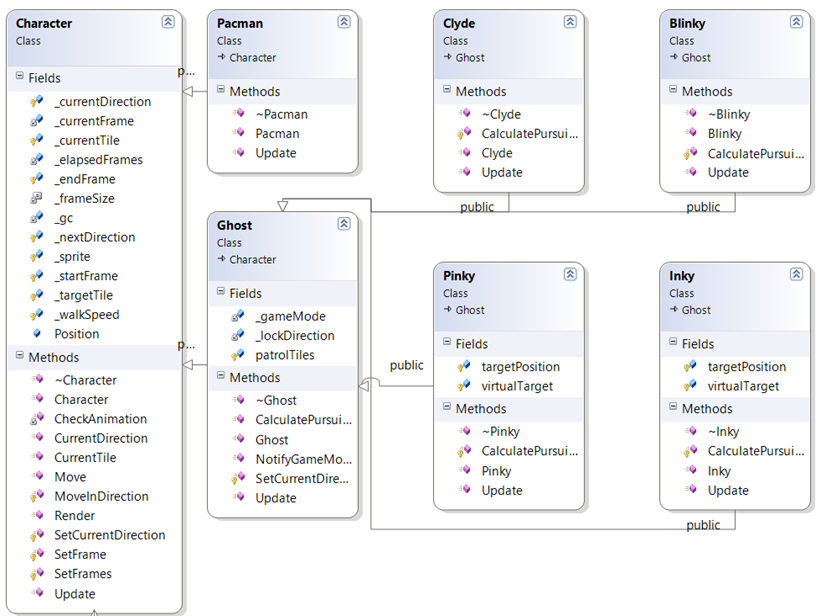 Character
Class
Fields
_currentDirection
_currentFrame
_currentTile
_elapsedFrames
_endFrame
_frameSize
_gc
_nextDirection
_sprite
_startFrame
_targetTile
_walkSpeed
Position
Methods
~Character
Character
CheckAnimation
CurrentDirection
CurrentTile
Move
MoveInDirection
Render
SetCurrentDirection
SetFrame
SetFrames
Update
p...
Pacman
Class
Character
Methods
~Pacman
Pacman
Update
p...
Ghost
Class
Character
Fields
_gameMode
_lockDirection
patrolTiles
Methods
~Ghost
CalculatePursui...
Ghost
NotifyGameMo...
SetCurrentDire...
Update
Clyde
Class
Ghost
Methods
~Clyde
CalculatePursui...
Clyde
Update
public
Blinky
Class
Ghost
Methods
~Blinky
Blinky
CalculatePursui...
Update
public
public
Pinky
Class
Ghost
Fields
targetPosition
virtualTarget
Methods
~Pinky
CalculatePursui...
Pinky
Update
Inky
Class
Ghost
Fields
targetPosition
virtualTarget
Methods
~Inky
CalculatePursui...
Inky
Update
public